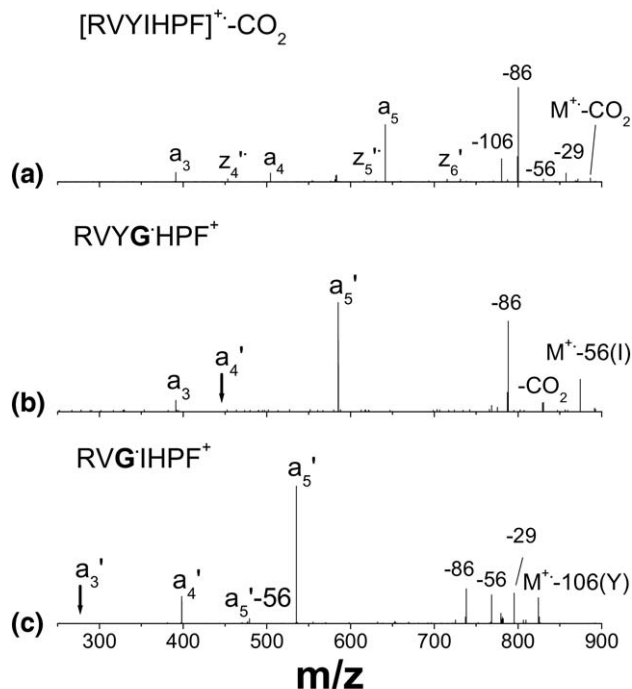 [RVYIHPF]⁺·-CO₂
-86
a₅
M⁺·-CO₂
-106
-29
-56
a₃
z₄'·
a₄
z₅'·
z₆'
(a)
RVYG·HPF⁺
a₅'
-86
M⁺·-56(I)
a₄'
a₃
-CO₂
(b)
RVG·IHPF⁺
a₅'
-29
a₃'
a₄'
a₅'-56
-86
-56
M⁺·-106(Y)
(c)
300 400 500 600 700 800 900
m/z